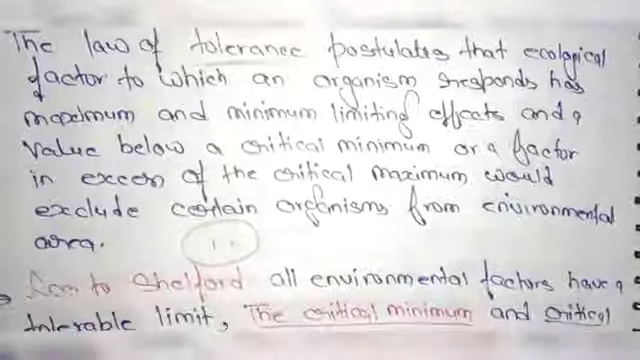 The law of tolerance postulates that ecological
factor to which an organism responds has
maximum and minimum limiting effects and a
value below a critical minimum or a factor
in excess of the critical maximum would
exclude certain organisms from environmental
area.
to Shelford all environmental factors have a
tolerable limit, The critical minimum and critical